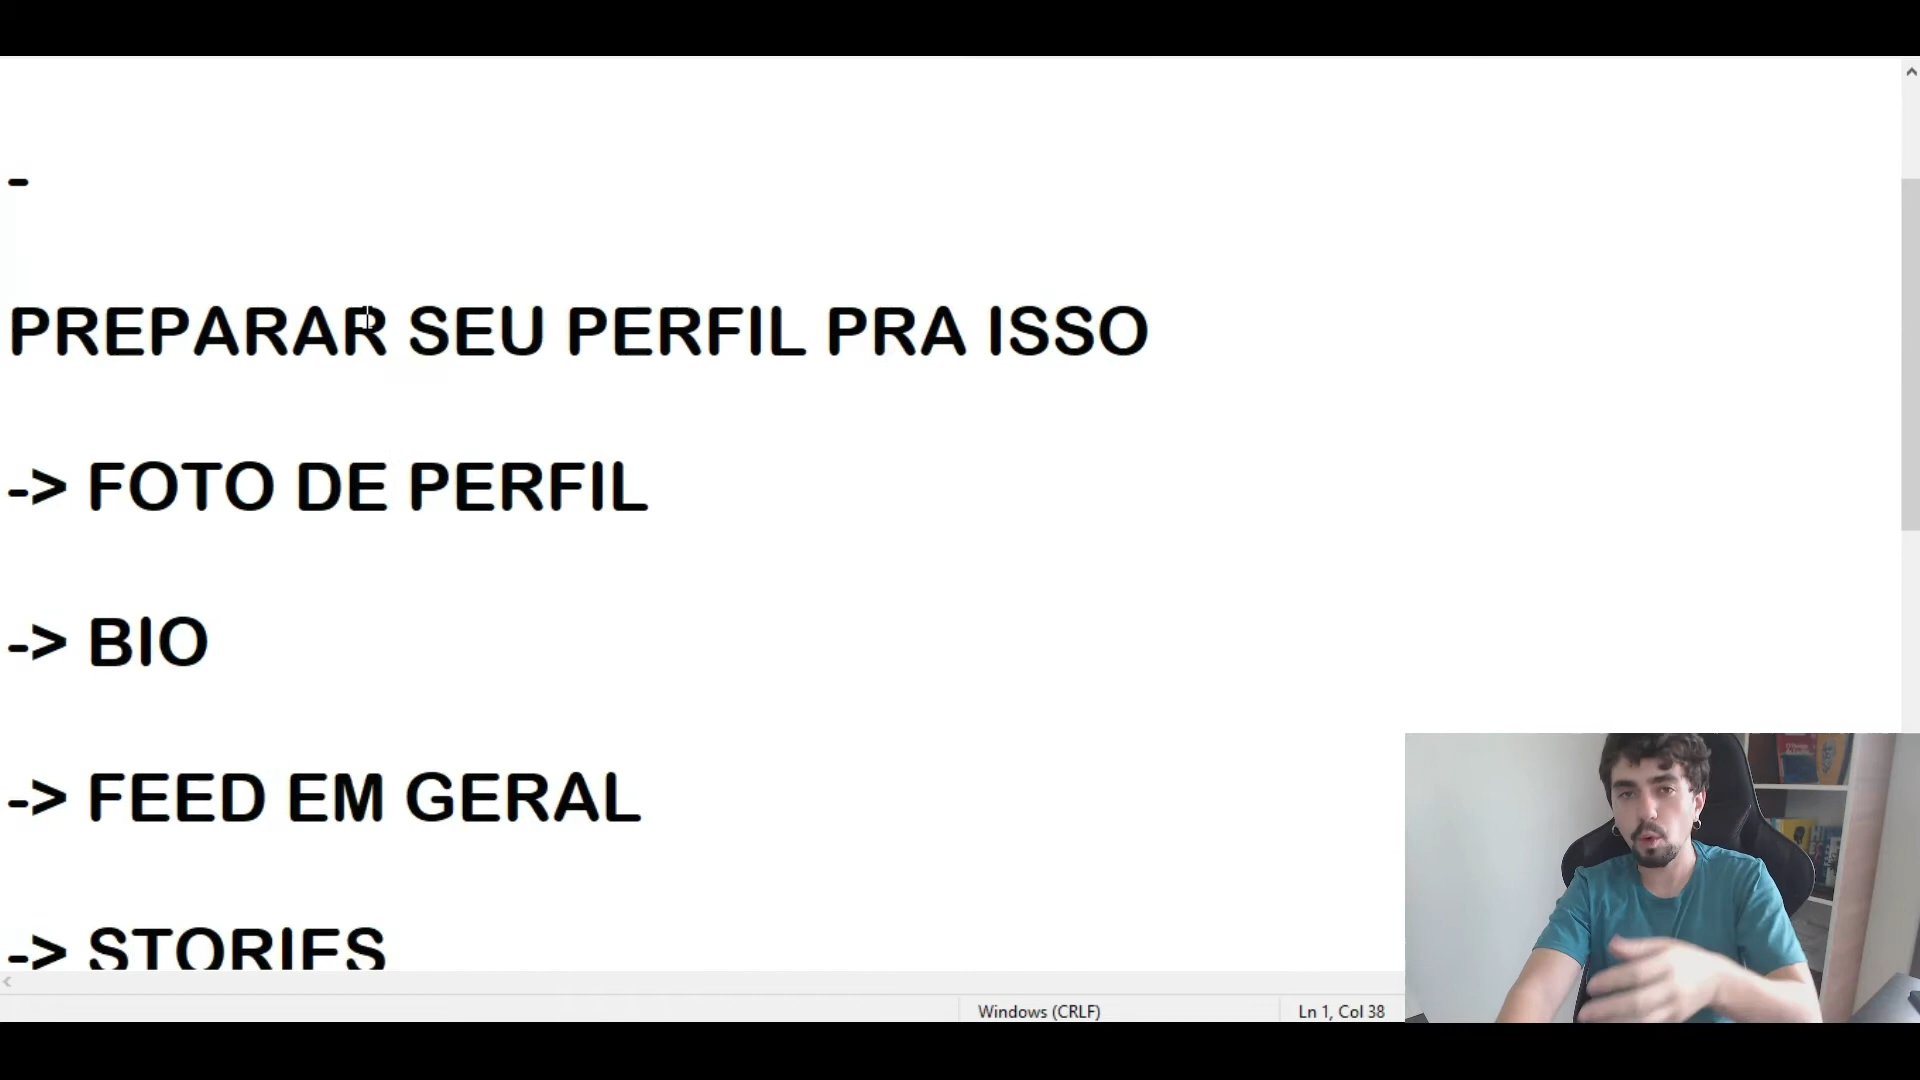 -
PREPARAR SEU PERFIL PRA ISSO
-> FOTO DE PERFIL
-> BIO
-> FEED EM GERAL
-> STORIES
Windows (CRLF)
Ln 1, Col 38